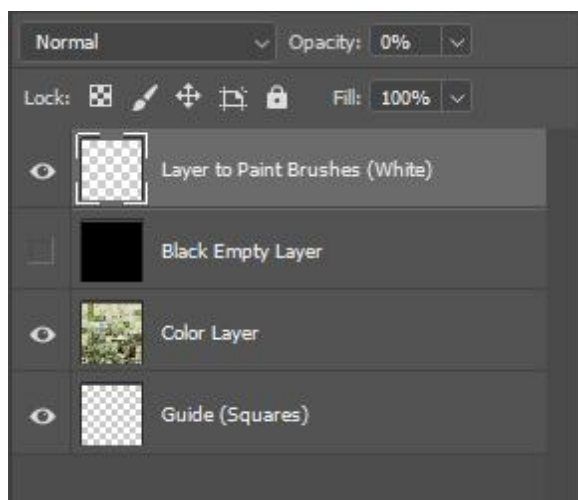 Normal Opacity: 0%
Lock: Fill: 100%
Layer to Paint Brushes (White)
Black Empty Layer
Color Layer
Guide (Squares)